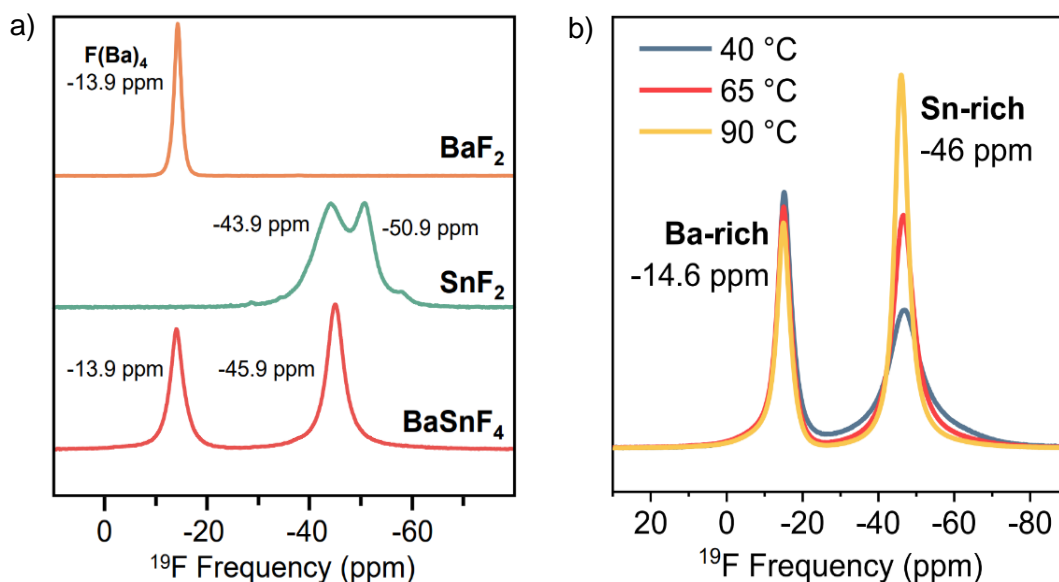 a)
F(Ba)₄
-13.9 ppm
BaF₂
-43.9 ppm
-50.9 ppm
SnF₂
-13.9 ppm
-45.9 ppm
BaSnF₄
0
-20
-40
-60
¹⁹F Frequency (ppm)
b)
40 °C
65 °C
90 °C
Sn-rich
-46 ppm
Ba-rich
-14.6 ppm
20
0
-20
-40
-60
-80
¹⁹F Frequency (ppm)